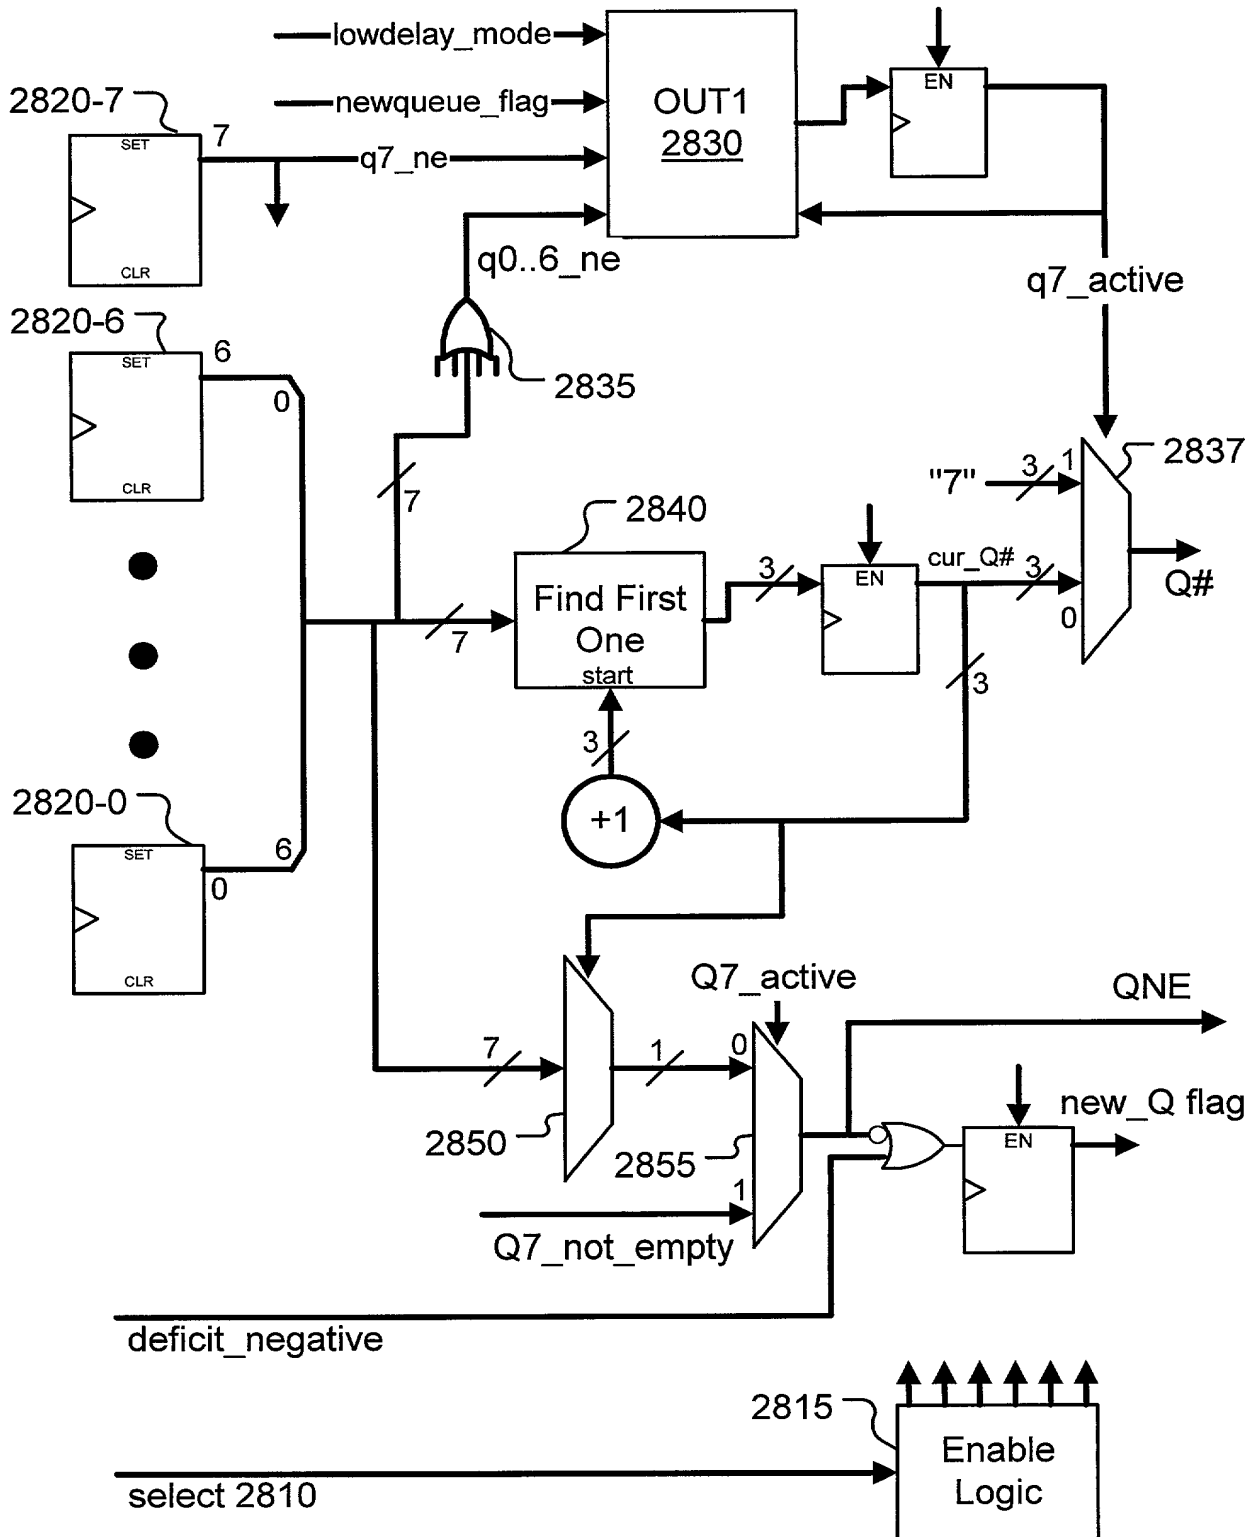 lowdelay_mode
EN
2820-7
newqueue_flag
OUT1
2830
SET
7
q7_ne
CLR
q0..6_ne
q7_active
2820-6
SET
6
0
2835
CLR
7
2837
"7"
3
1
2840
Find First
One
start
7
3
EN
cur_Q#
3
0
Q#
3
3
+1
2820-0
SET
6
0
CLR
Q7_active
QNE
7
1
0
new_Q flag
EN
2850
2855
1
Q7_not_empty
deficit_negative
2815
Enable
Logic
select 2810